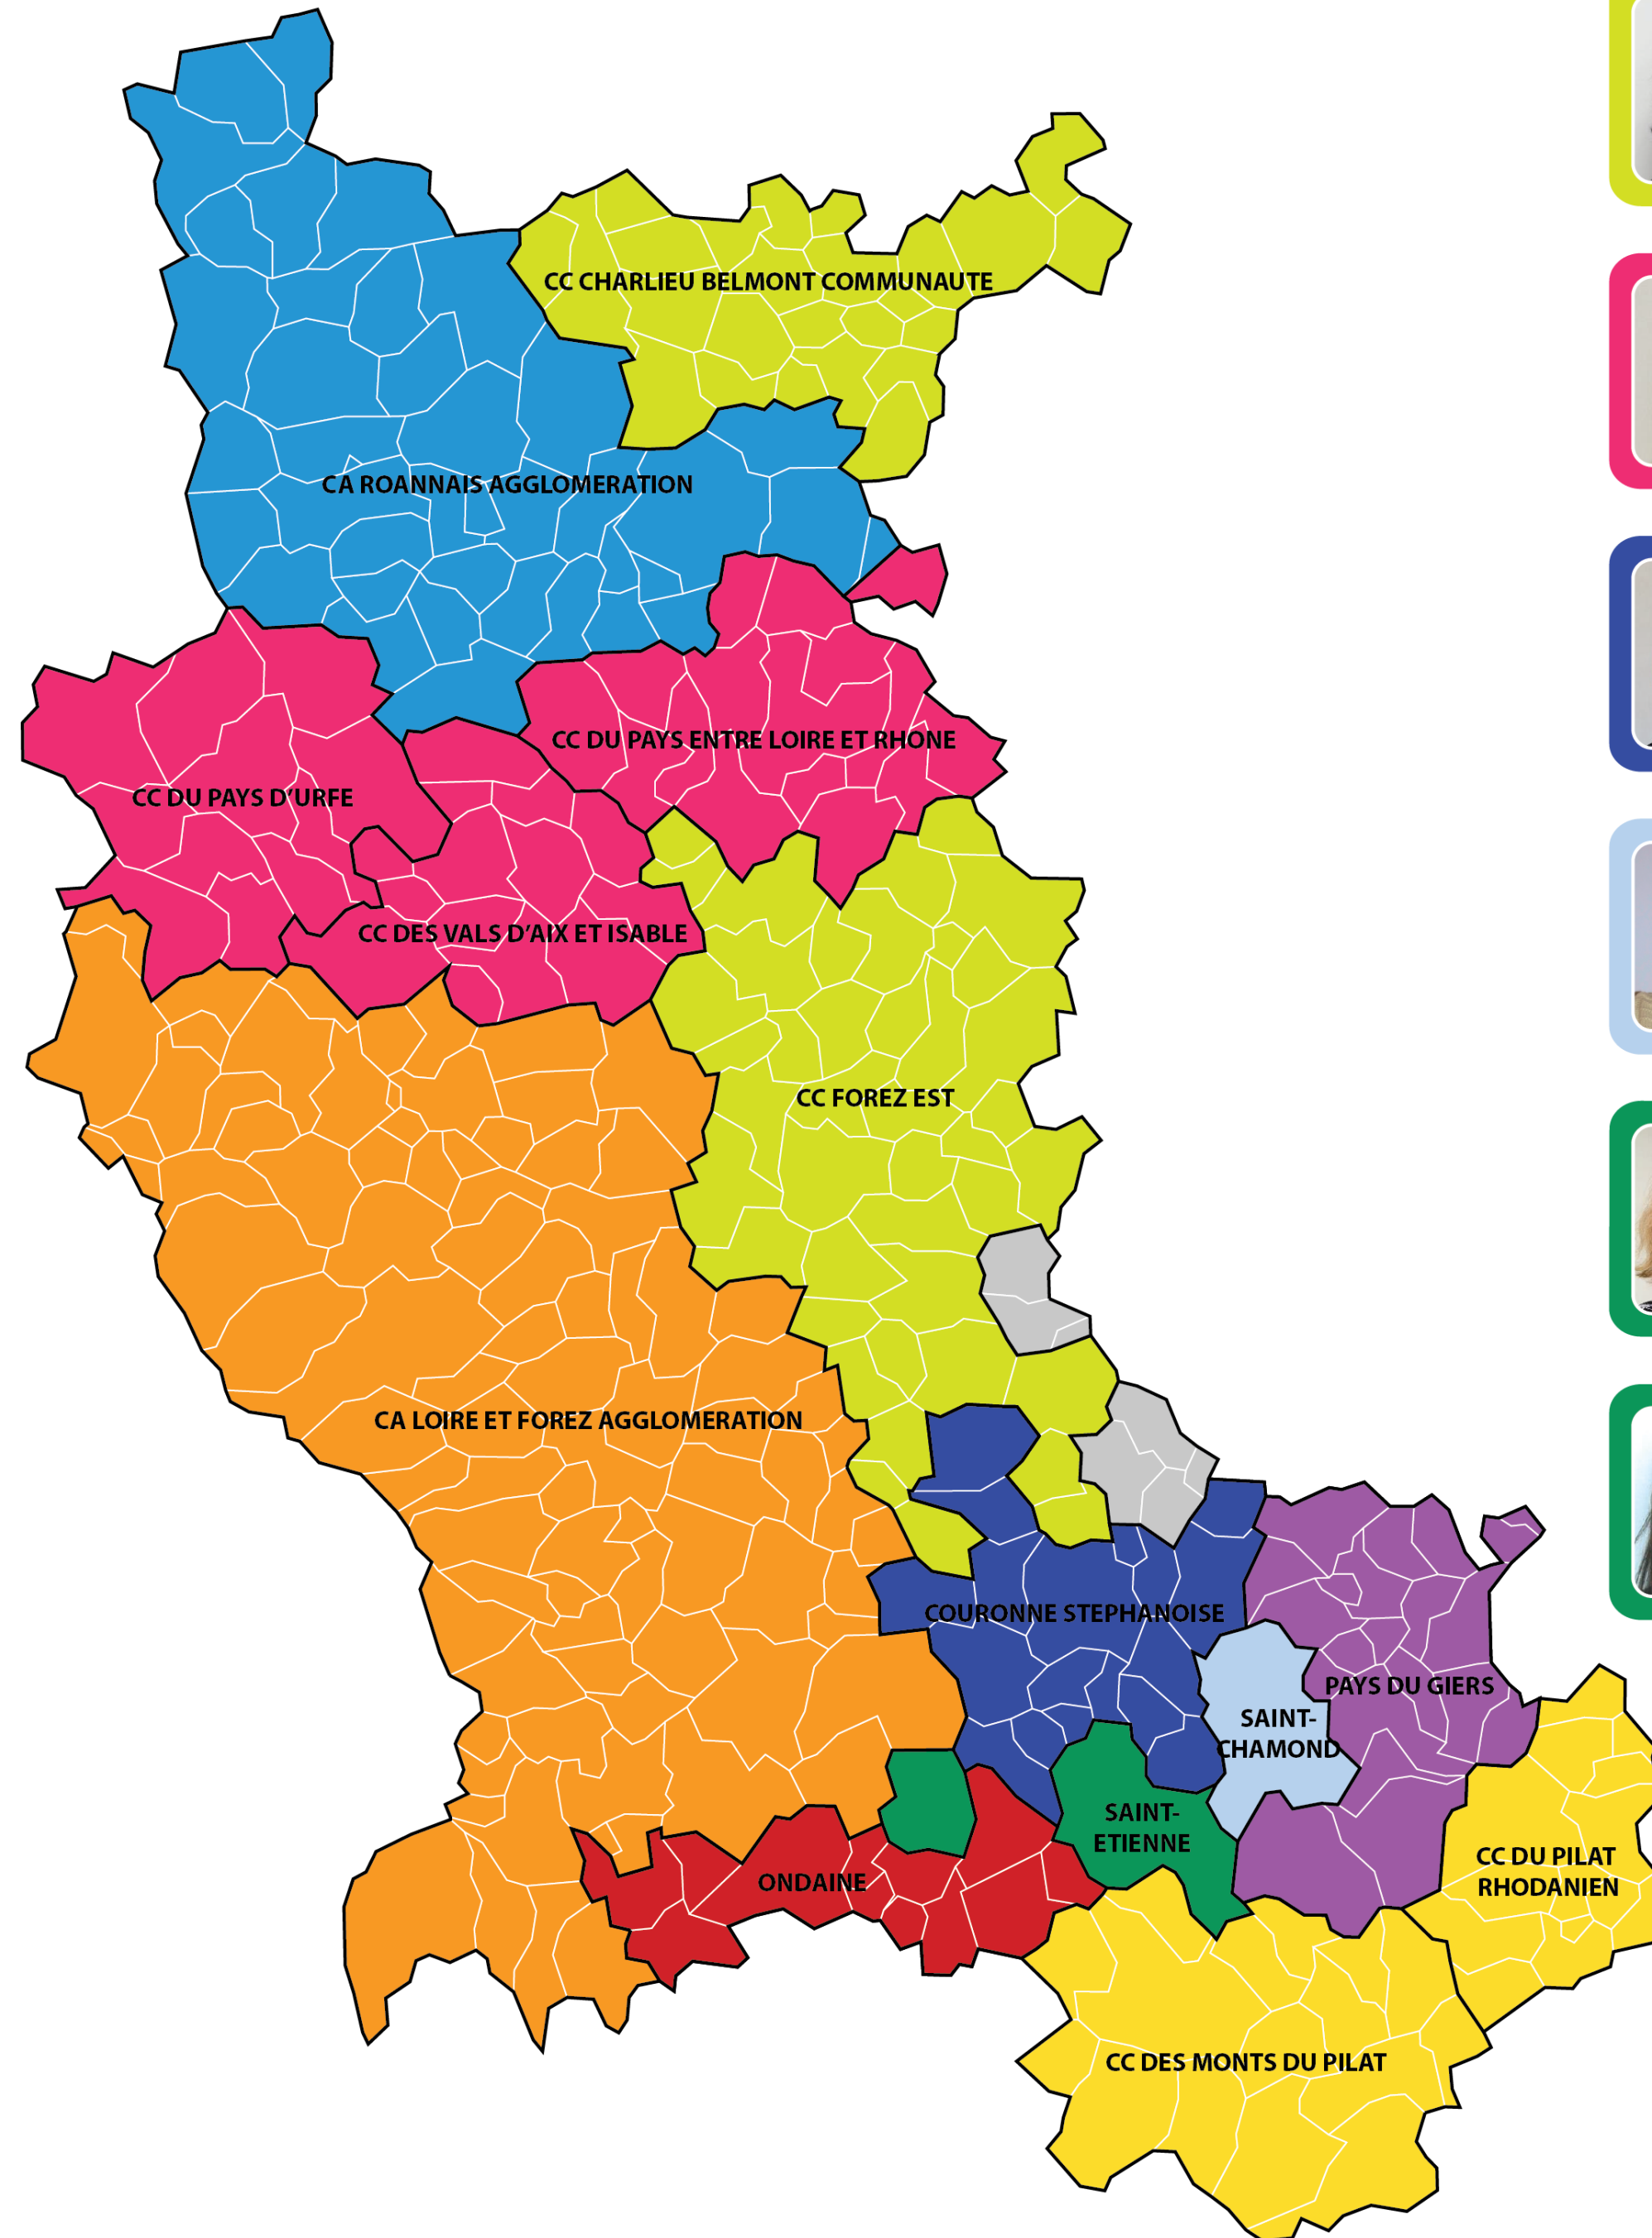 CC CHARLIEU BELMONT COMMUNAUTE
CA ROANNAIS AGGLOMERATION
CC DU PAYS ENTRE LOIRE ET RHONE
CC DU PAYS D'URFE
CC DES VALS D'AIX ET ISABLE
CC FOREZ EST
CA LOIRE ET FOREZ AGGLOMERATION
COURONNE STEPHANOISE
PAYS DU GIERS
SAINT-
CHAMOND
SAINT-
ETIENNE
ONDAINE
CC DU PILAT
RHODANIEN
CC DES MONTS DU PILAT